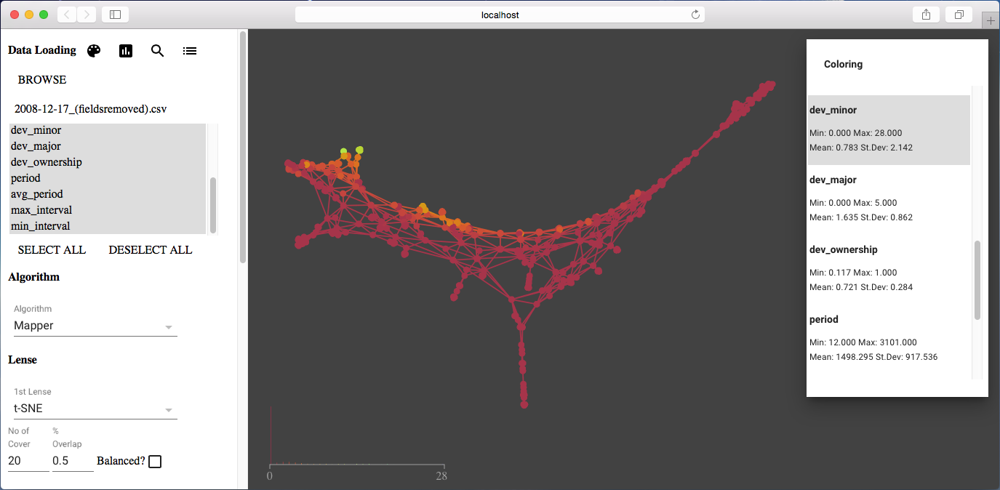 localhost
Data Loading
BROWSE
2008-12-17_(fieldsremoved).csv
dev_minor
dev_major
dev_ownership
period
avg_period
max_interval
min_interval
SELECT ALL DESELECT ALL
Algorithm
Algorithm
Mapper
Lense
1st Lense
t-SNE
No of Cover
% Overlap
20
0.5
Balanced?
0
28
Coloring
dev_minor
Min: 0.000 Max: 28.000
Mean: 0.783 St.Dev: 2.142
dev_major
Min: 0.000 Max: 5.000
Mean: 1.635 St.Dev: 0.862
dev_ownership
Min: 0.117 Max: 1.000
Mean: 0.721 St.Dev: 0.284
period
Min: 12.000 Max: 3101.000
Mean: 1498.295 St.Dev: 917.536